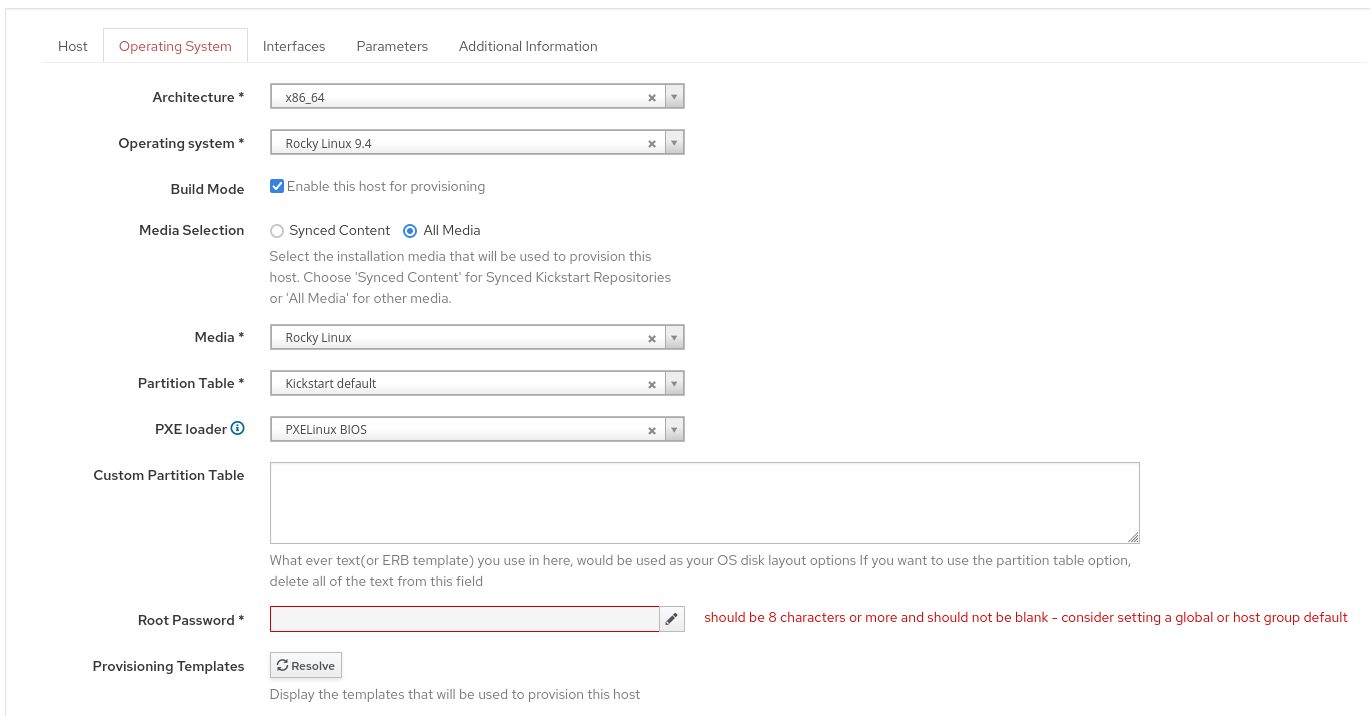 Host Operating System Interfaces Parameters Additional Information
Architecture * x86_64
Operating system * Rocky Linux 9.4
Build Mode Enable this host for provisioning
Media Selection Synced Content All Media
Select the installation media that will be used to provision this
host. Choose 'Synced Content' for Synced Kickstart Repositories
or 'All Media' for other media.
Media * Rocky Linux
Partition Table * Kickstart default
PXE loader PXELinux BIOS
Custom Partition Table
What ever text(or ERB template) you use in here, would be used as your OS disk layout options If you want to use the partition table option,
delete all of the text from this field
Root Password * should be 8 characters or more and should not be blank - consider setting a global or host group default
Provisioning Templates Resolve
Display the templates that will be used to provision this host